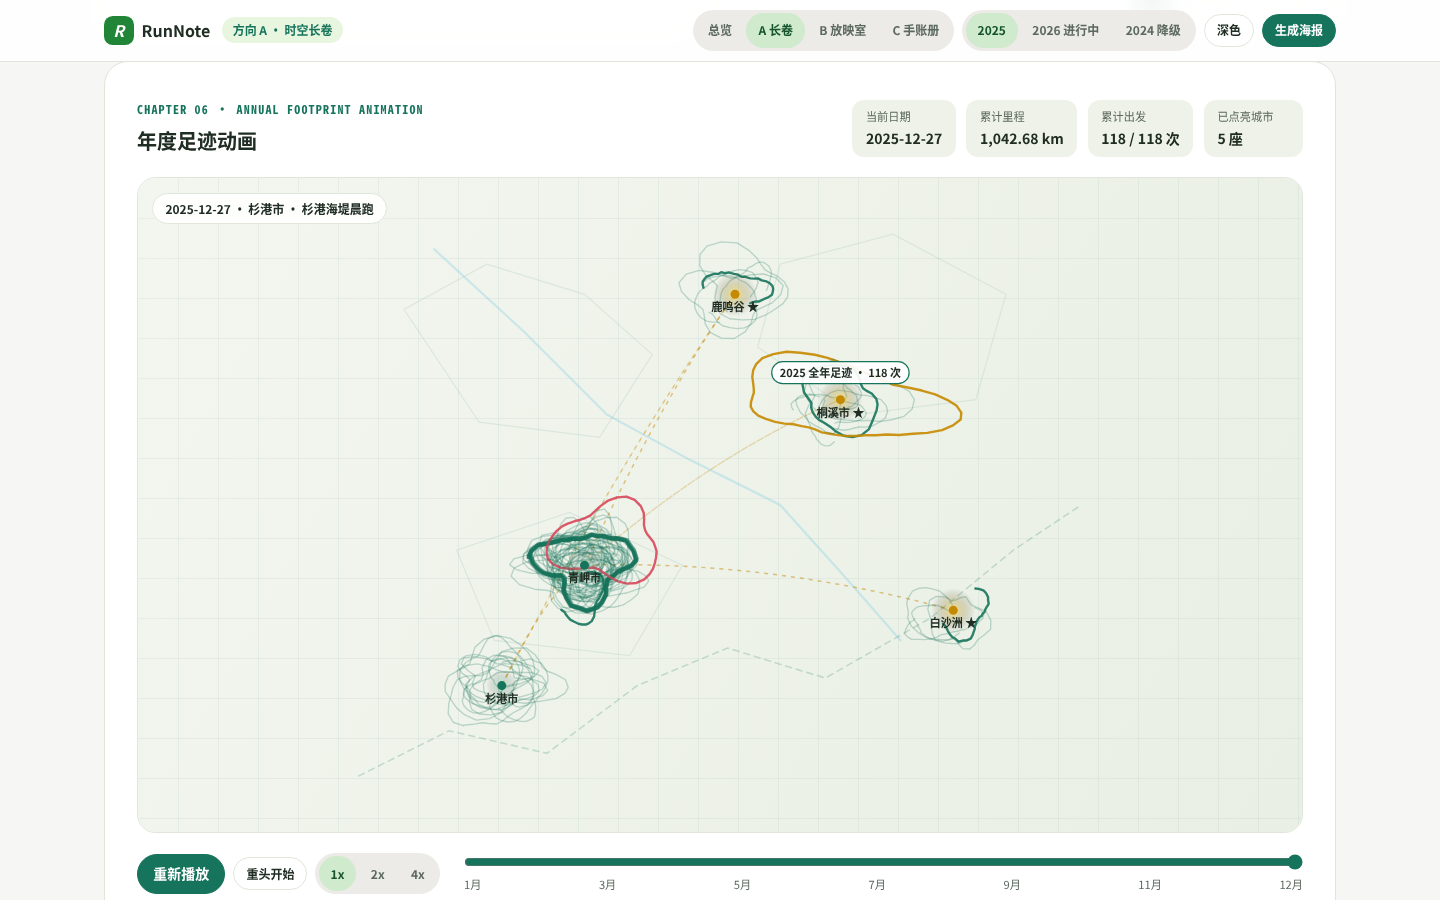 R RunNote 方向 A · 时空长卷 总览 A 长卷 B 放映室 C 手账册 2025 2026 进行中 2024 降级 深色 生成海报
CHAPTER 06 · ANNUAL FOOTPRINT ANIMATION
年度足迹动画
当前日期 累计里程 累计出发 已点亮城市
2025-12-27 1,042.68 km 118 / 118 次 5 座
2025-12-27 · 杉港市 · 杉港海堤晨跑
鹿鸣谷 ★
2025 全年足迹 · 118 次
桐溪市 ★
青岬市
白沙洲 ★
杉港市
重新播放 重头开始 1x 2x 4x
1月 3月 5月 7月 9月 11月 12月